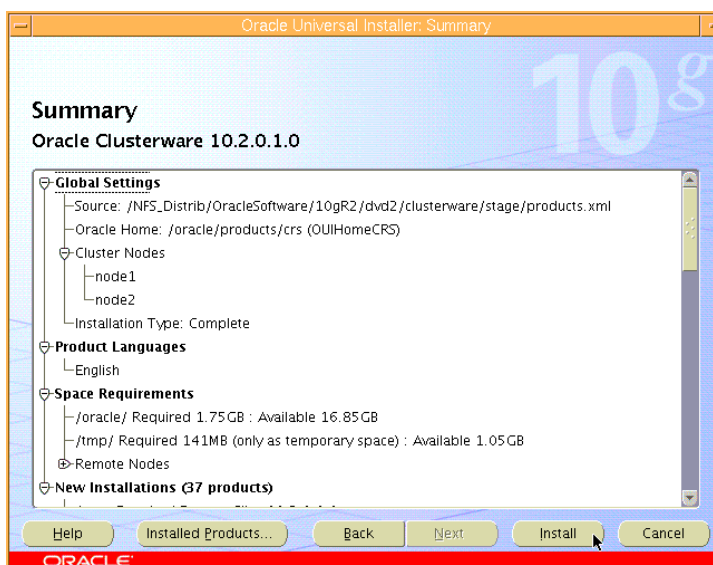 Oracle Universal Installer: Summary
10g
Summary
Oracle Clusterware 10.2.0.1.0
Global Settings
Source: /NFS_Distrib/OracleSoftware/10gR2/dvd2/clusterware/stage/products.xml
Oracle Home: /oracle/products/crs (OUIHomeCRS)
Cluster Nodes
node1
node2
Installation Type: Complete
Product Languages
English
Space Requirements
/oracle/ Required 1.75GB : Available 16.85GB
/tmp/ Required 141MB (only as temporary space) : Available 1.05GB
Remote Nodes
New Installations (37 products)
Help Installed Products... Back Next Install Cancel
ORACLE